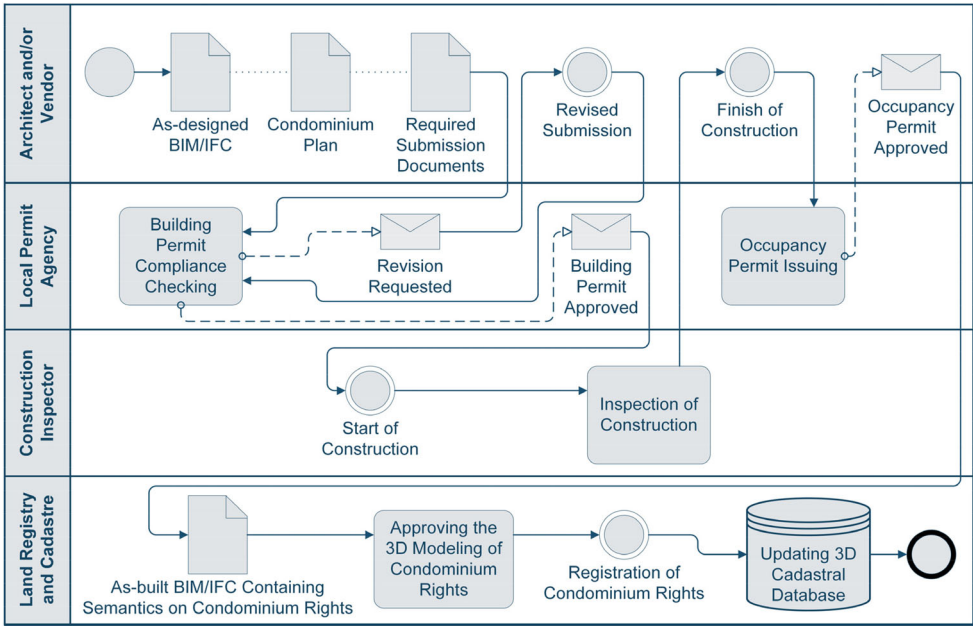 Architect and/or
Vendor
As-designed
BIM/IFC
Condominium
Plan
Required
Submission
Documents
Revised
Submission
Finish of
Construction
Occupancy
Permit
Approved
Local Permit
Agency
Building
Permit
Compliance
Checking
Revision
Requested
Building
Permit
Approved
Occupancy
Permit Issuing
Construction
Inspector
Start of
Construction
Inspection of
Construction
Land Registry
and Cadastre
As-built BIM/IFC Containing
Semantics on Condominium Rights
Approving the
3D Modeling of
Condominium
Rights
Registration of
Condominium Rights
Updating 3D
Cadastral
Database